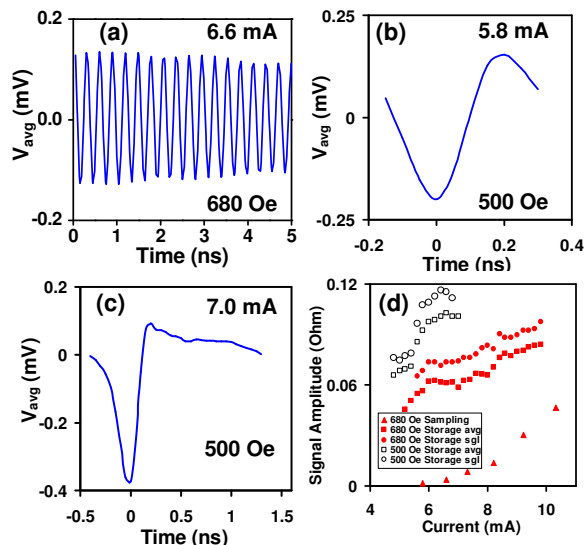 (a) 6.6 mA
V_avg (mV)
0.2
0.0
-0.2
680 Oe
0 1 2 3 4 5
Time (ns)
(b) 5.8 mA
V_avg (mV)
0.25
0
-0.25
500 Oe
-0.2 0 0.2 0.4
Time (ns)
(c) 7.0 mA
V_avg (mV)
0.2
0
-0.2
-0.4
500 Oe
-0.5 0 0.5 1 1.5
Time (ns)
(d)
Signal Amplitude (Ohm)
0.12
0.06
0
680 Oe Sampling
680 Oe Storage avg
680 Oe Storage sgl
500 Oe Storage avg
500 Oe Storage sgl
4 6 8 10
Current (mA)